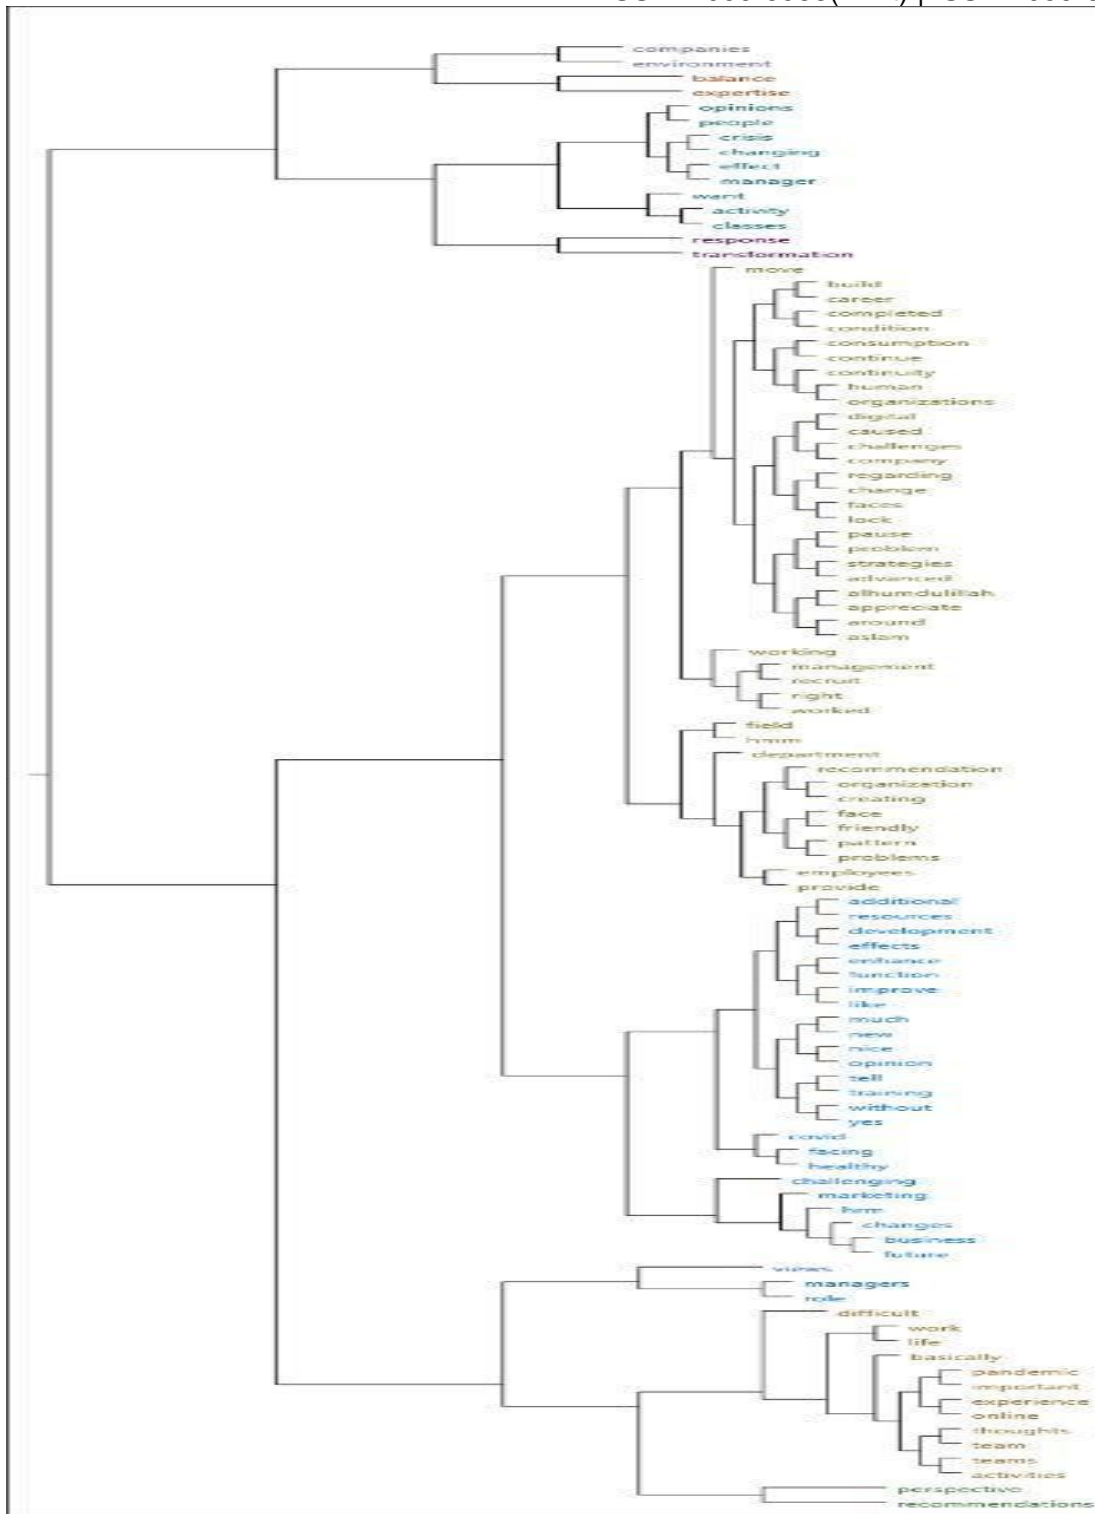 companies
environment
balance
expertise
opinions
people
crisis
changing
effect
manager
want
activity
classes
response
transformation
move
build
career
completed
condition
consumption
continue
continuity
human
organizations
digital
caused
challenges
company
regarding
change
faces
lock
pause
problem
strategies
advanced
alhumdulillah
appreciate
around
aslam
working
management
recruit
right
worked
field
hmm
department
recommendation
organization
creating
face
friendly
pattern
problems
employees
provide
additional
resources
development
effects
enhance
function
improve
like
much
new
nice
opinion
tell
training
without
yes
covid
facing
healthy
challenging
marketing
hrm
changes
business
future
views
managers
role
difficult
work
life
basically
pandemic
important
experience
online
thoughts
team
teams
activities
perspective
recommendations